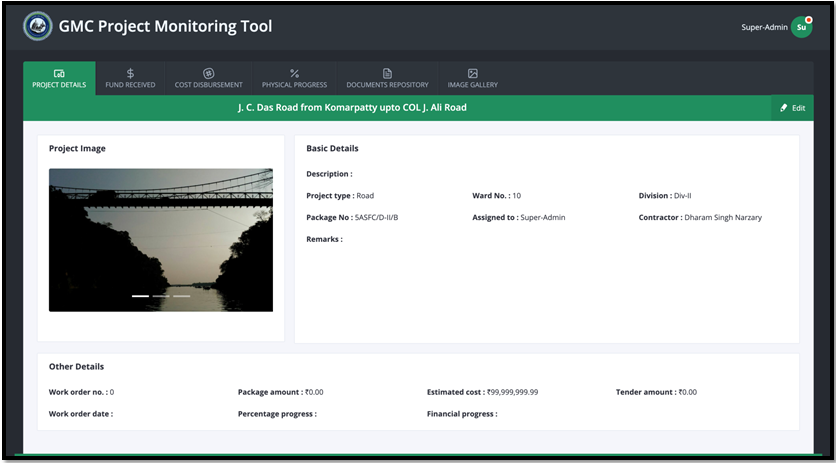 GMC Project Monitoring Tool
Super-Admin Su
PROJECT DETAILS FUND RECEIVED COST DISBURSEMENT PHYSICAL PROGRESS DOCUMENTS REPOSITORY IMAGE GALLERY
J. C. Das Road from Komarpatty upto COL J. Ali Road
Edit
Project Image
Basic Details
Description :
Project type : Road Ward No. : 10 Division : Div-II
Package No : 5ASFC/D-II/B Assigned to : Super-Admin Contractor : Dharam Singh Narzary
Remarks :
Other Details
Work order no. : 0 Package amount : ₹0.00 Estimated cost : ₹99,999,999.99 Tender amount : ₹0.00
Work order date : Percentage progress : Financial progress :